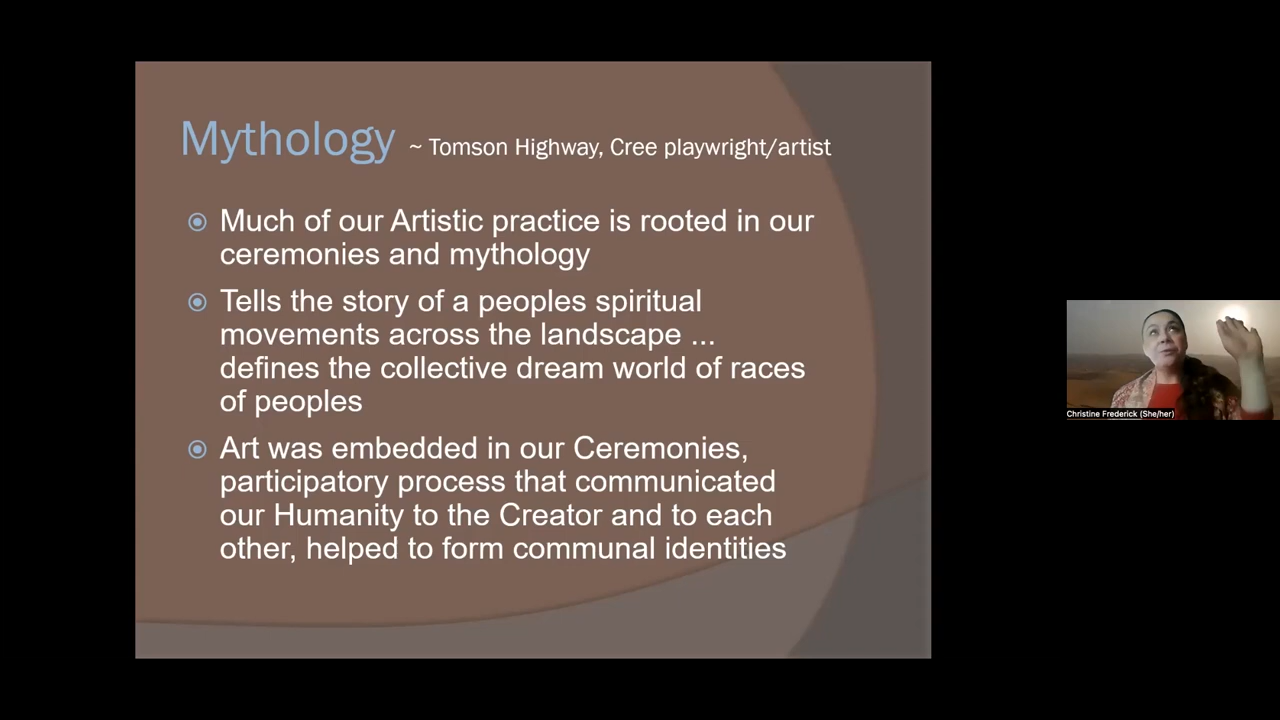 Mythology ~ Tomson Highway, Cree playwright/artist
Much of our Artistic practice is rooted in our
ceremonies and mythology
Tells the story of a peoples spiritual
movements across the landscape ...
defines the collective dream world of races
of peoples
Art was embedded in our Ceremonies,
participatory process that communicated
our Humanity to the Creator and to each
other, helped to form communal identities
Christine Frederick (She/her)